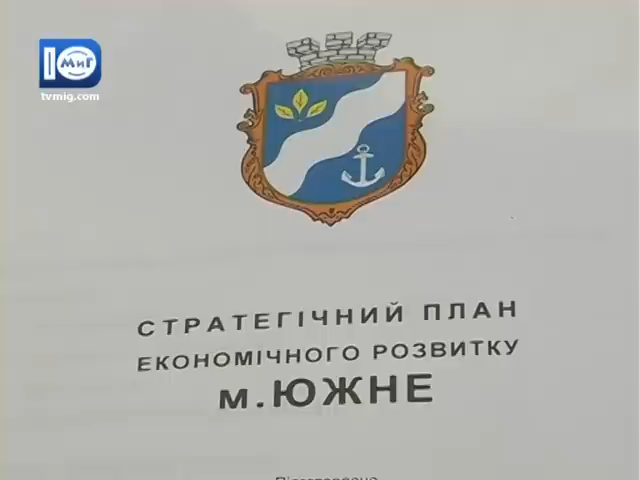 Ю МиГ
tvmig.com
СТРАТЕГІЧНИЙ ПЛАН
ЕКОНОМІЧНОГО РОЗВИТКУ
м.ЮЖНЕ